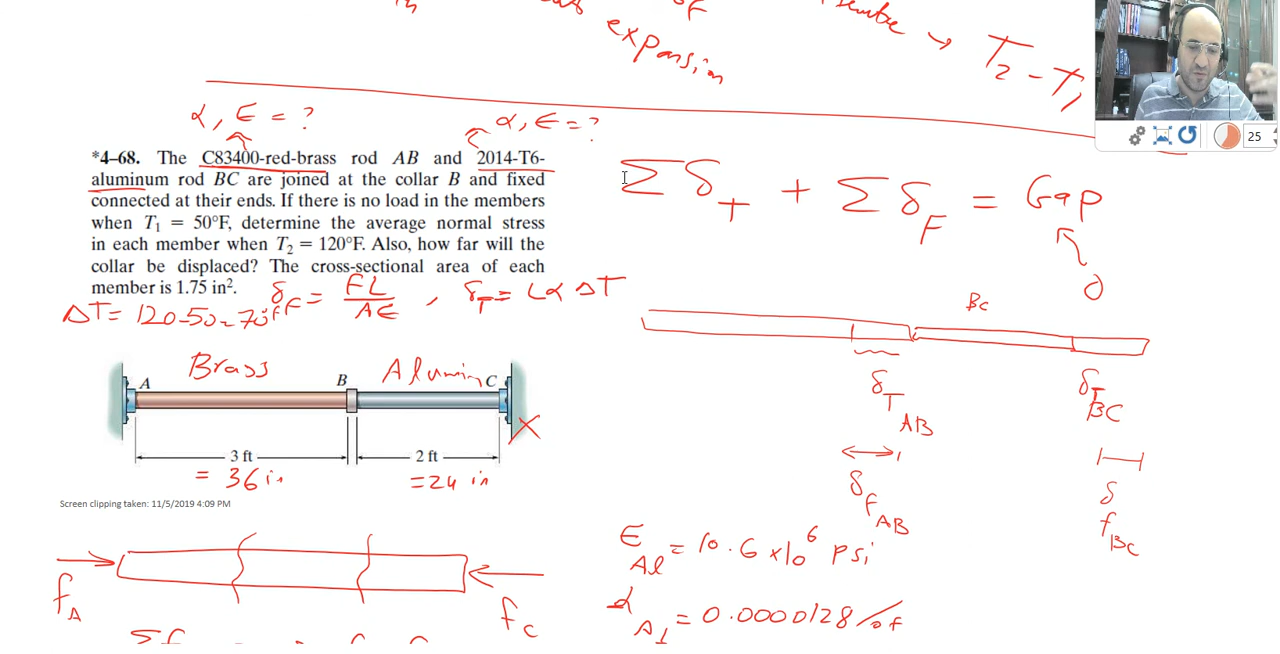 of
expansion
T₂ - T₁
α, E = ?
α, E = ?
*4–68. The C83400-red-brass rod AB and 2014-T6-
aluminum rod BC are joined at the collar B and fixed
connected at their ends. If there is no load in the members
when T₁ = 50°F, determine the average normal stress
in each member when T₂ = 120°F. Also, how far will the
collar be displaced? The cross-sectional area of each
member is 1.75 in².
δF = FL/AE , δT = Lα ΔT
ΔT = 120-50 = 70°F
Σ δT + Σ δF = Gap
0
BC
Brass
Alumin
A
B
C
3 ft
2 ft
= 36 in
= 24 in
δT AB
δT BC
δF AB
δ f BC
Screen clipping taken: 11/5/2019 4:09 PM
fA
fC
E Al = 10.6 x10⁶ psi
α Al = 0.0000128/°f
25